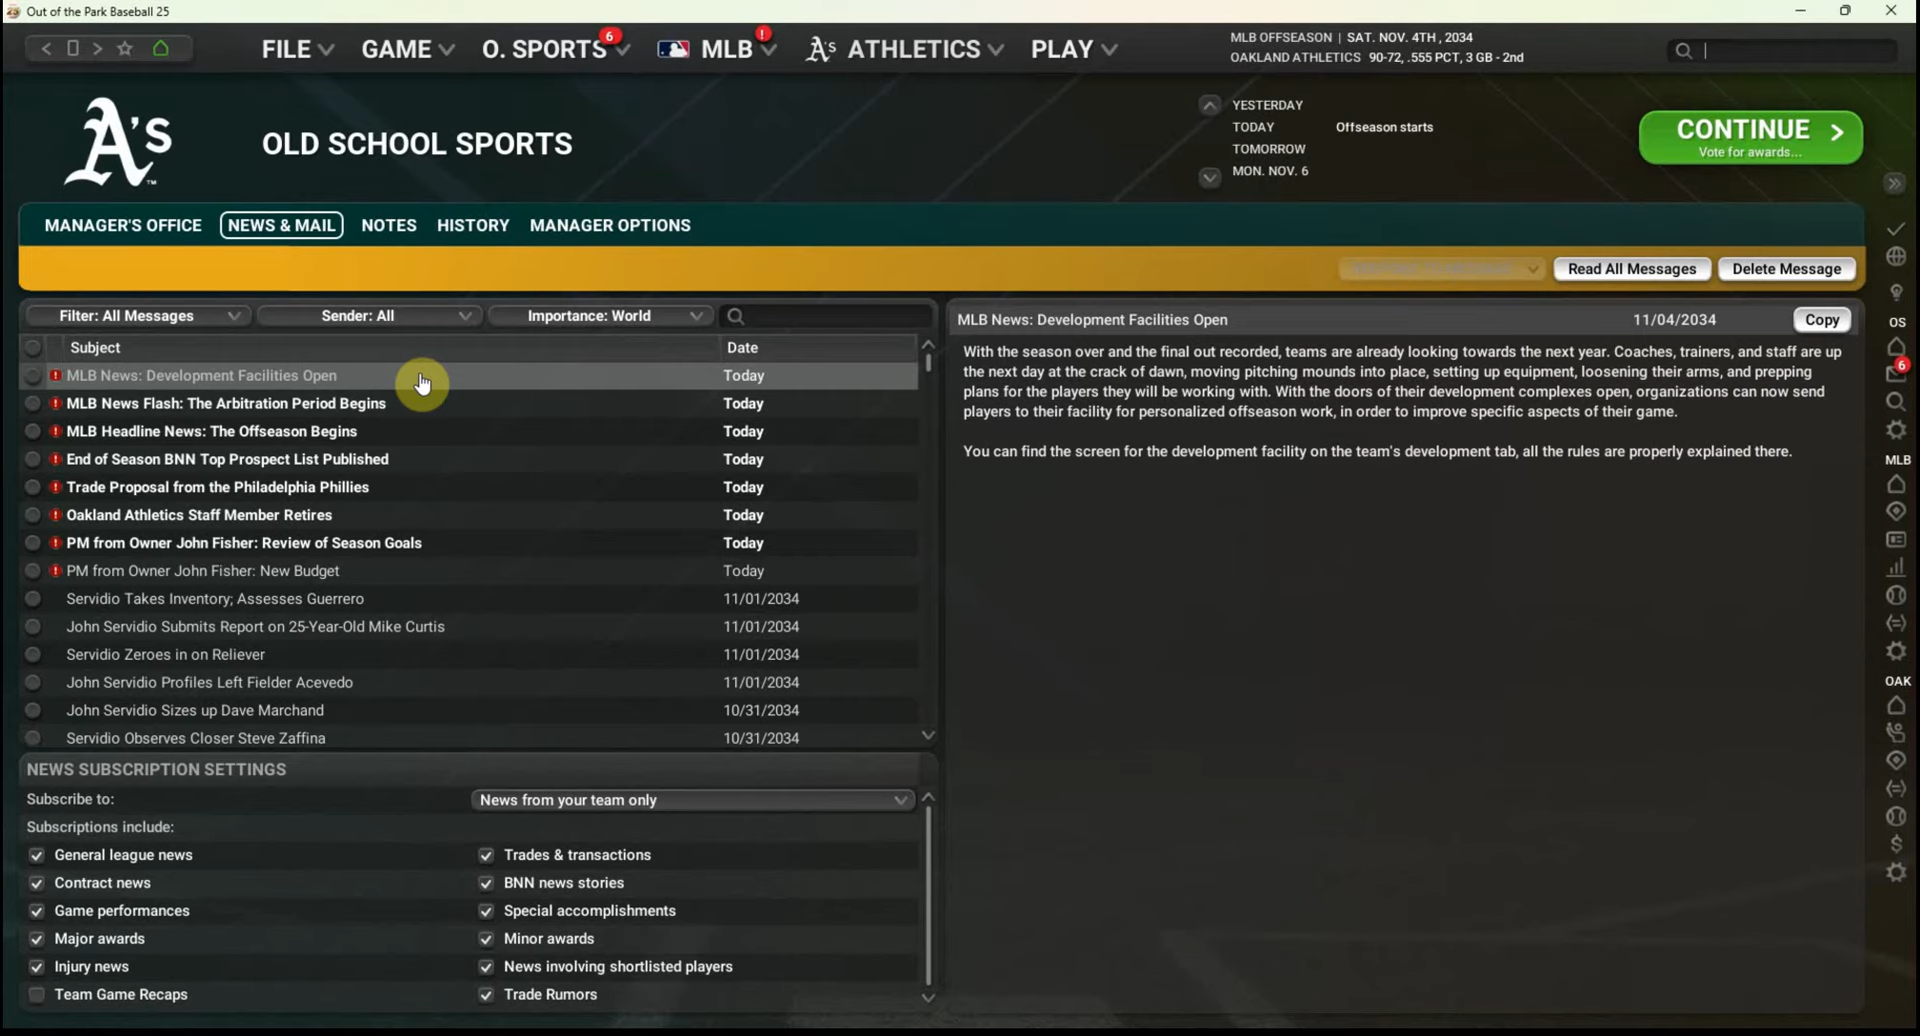 Out of the Park Baseball 25
FILE GAME O. SPORTS 6 MLB ! A's ATHLETICS PLAY
MLB OFFSEASON | SAT. NOV. 4TH , 2034
OAKLAND ATHLETICS 90-72, .555 PCT, 3 GB - 2nd
A's TM
OLD SCHOOL SPORTS
YESTERDAY
TODAY Offseason starts
TOMORROW
MON. NOV. 6
CONTINUE >
Vote for awards...
MANAGER'S OFFICE NEWS & MAIL NOTES HISTORY MANAGER OPTIONS
Read All Messages Delete Message
Filter: All Messages Sender: All Importance: World
Subject Date
MLB News: Development Facilities Open Today
MLB News Flash: The Arbitration Period Begins Today
MLB Headline News: The Offseason Begins Today
End of Season BNN Top Prospect List Published Today
Trade Proposal from the Philadelphia Phillies Today
Oakland Athletics Staff Member Retires Today
PM from Owner John Fisher: Review of Season Goals Today
PM from Owner John Fisher: New Budget Today
Servidio Takes Inventory; Assesses Guerrero 11/01/2034
John Servidio Submits Report on 25-Year-Old Mike Curtis 11/01/2034
Servidio Zeroes in on Reliever 11/01/2034
John Servidio Profiles Left Fielder Acevedo 11/01/2034
John Servidio Sizes up Dave Marchand 10/31/2034
Servidio Observes Closer Steve Zaffina 10/31/2034
MLB News: Development Facilities Open 11/04/2034 Copy
With the season over and the final out recorded, teams are already looking towards the next year. Coaches, trainers, and staff are up
the next day at the crack of dawn, moving pitching mounds into place, setting up equipment, loosening their arms, and prepping
plans for the players they will be working with. With the doors of their development complexes open, organizations can now send
players to their facility for personalized offseason work, in order to improve specific aspects of their game.
You can find the screen for the development facility on the team's development tab, all the rules are properly explained there.
NEWS SUBSCRIPTION SETTINGS
Subscribe to: News from your team only
Subscriptions include:
General league news Trades & transactions
Contract news BNN news stories
Game performances Special accomplishments
Major awards Minor awards
Injury news News involving shortlisted players
Team Game Recaps Trade Rumors
OS
6
MLB
OAK